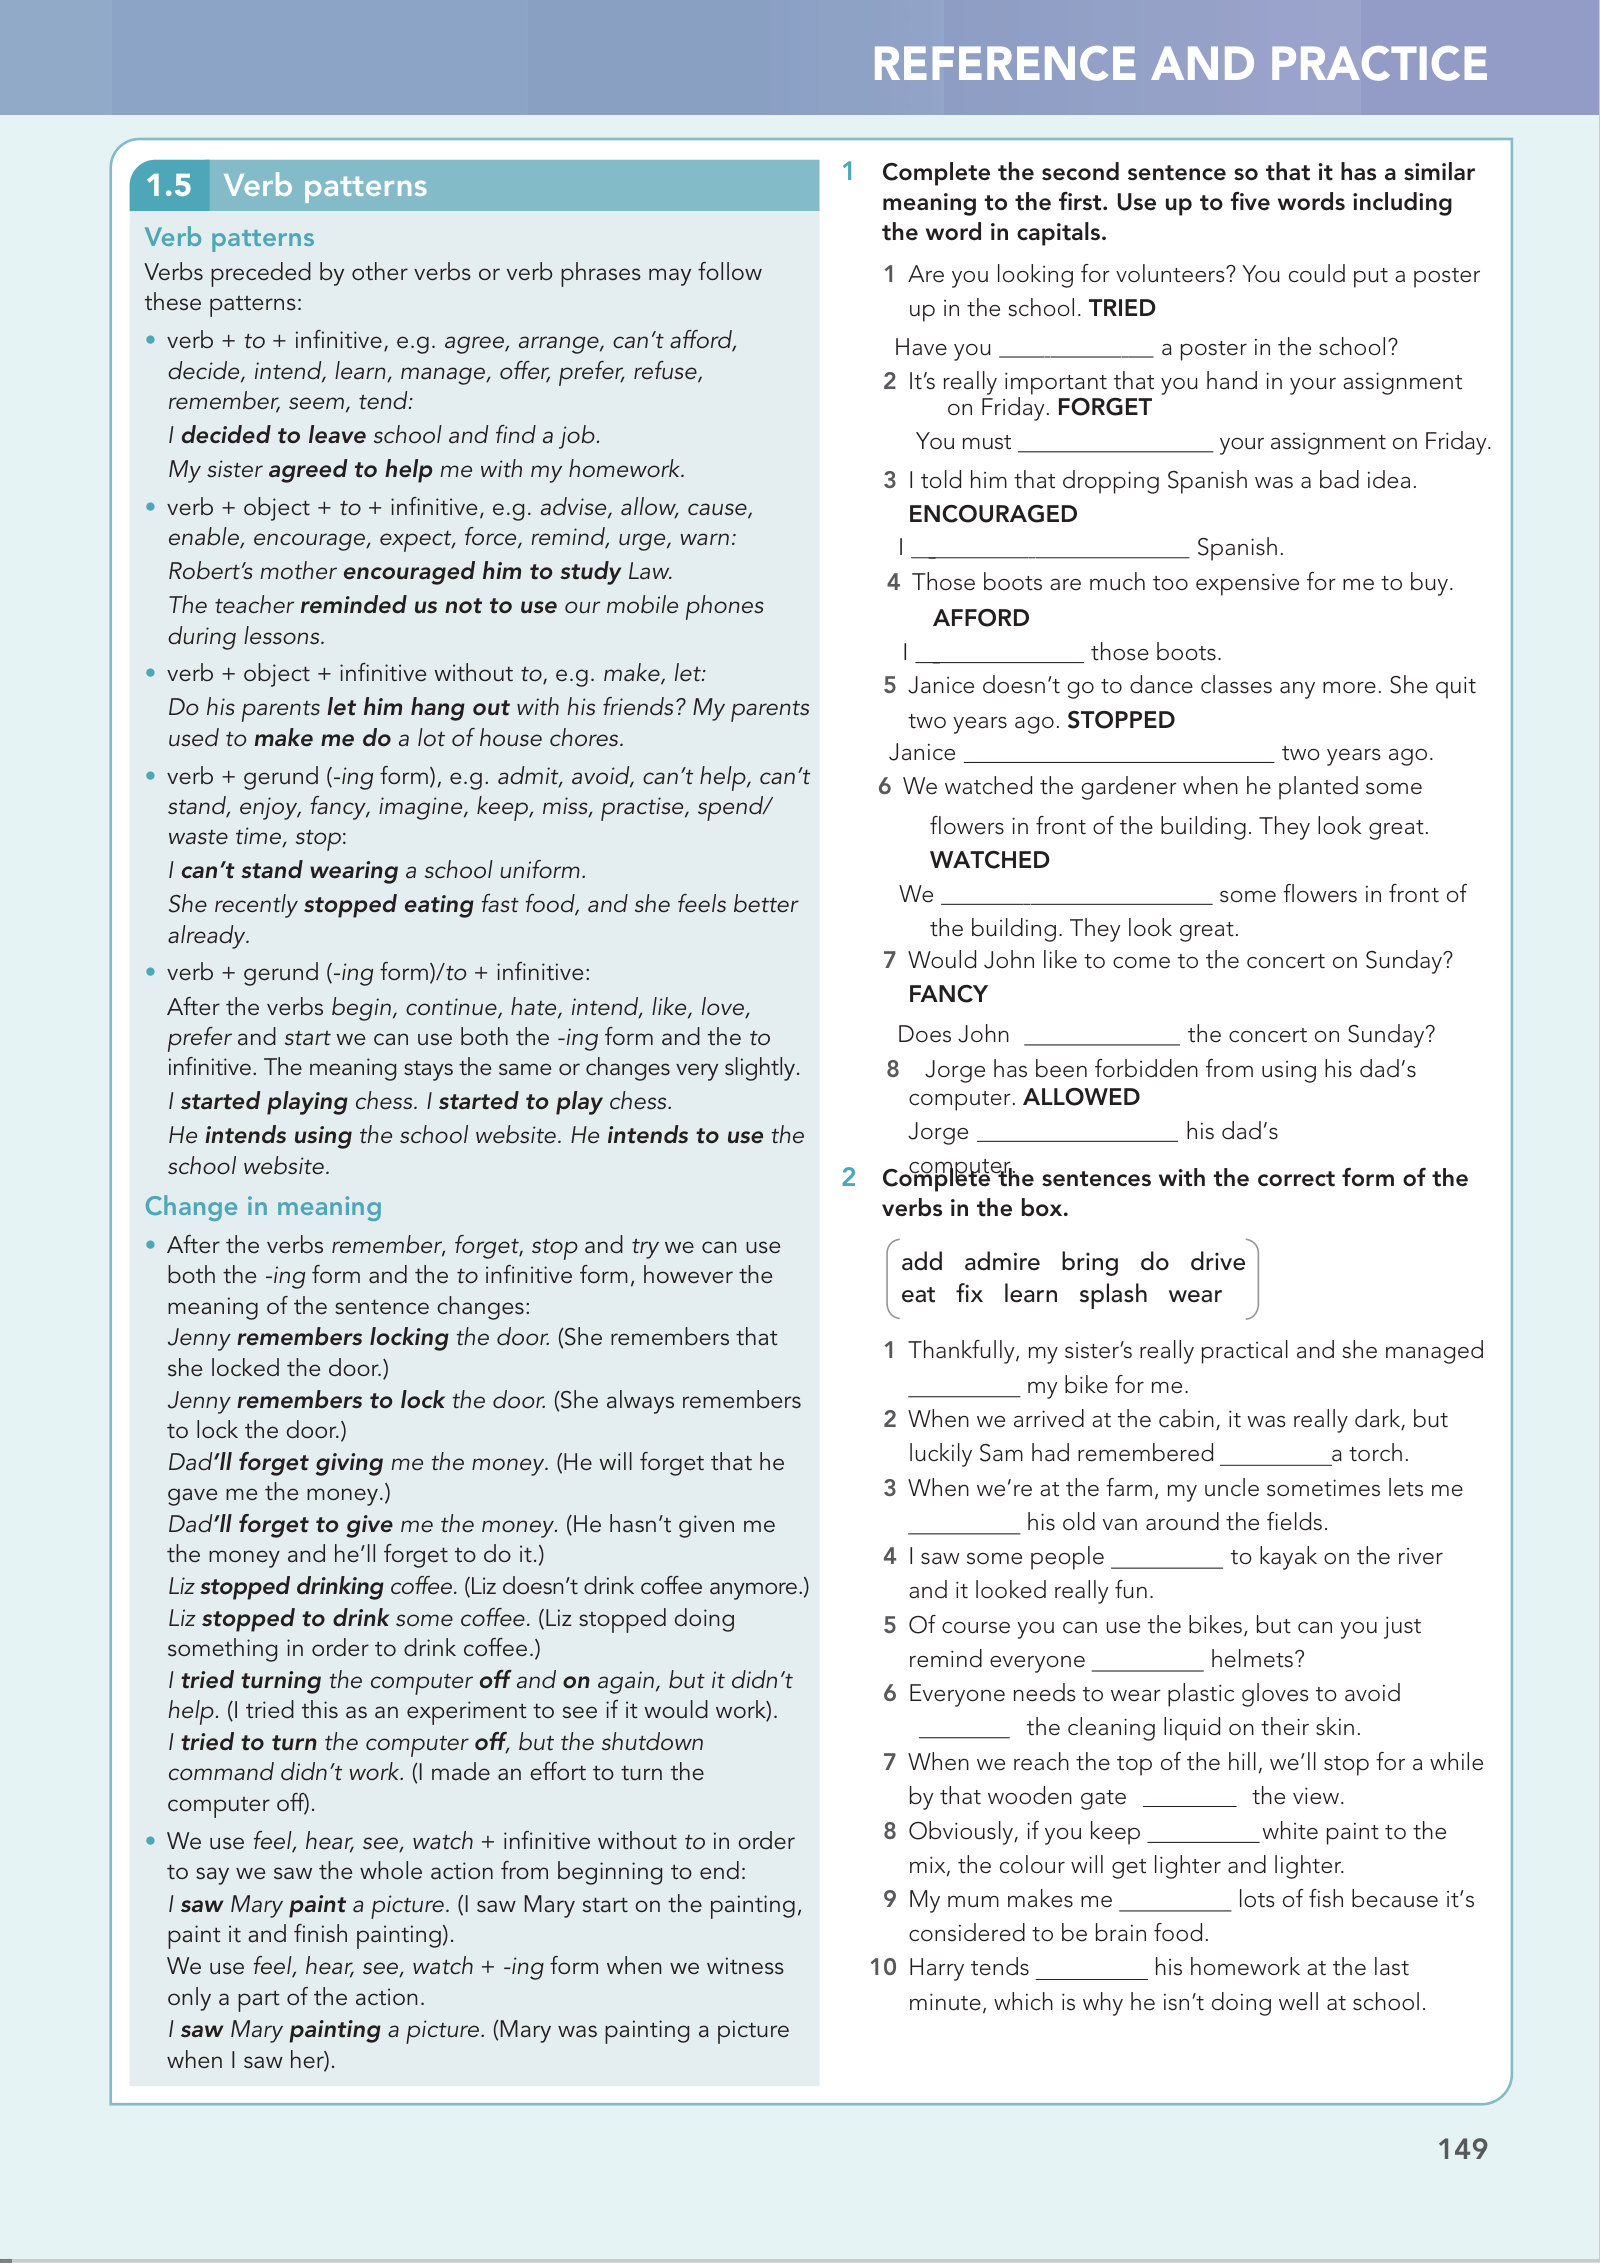 REFERENCE AND PRACTICE
1.5 Verb patterns
Verb patterns
Verbs preceded by other verbs or verb phrases may follow
these patterns:
• verb + to + infinitive, e.g. agree, arrange, can’t afford,
decide, intend, learn, manage, offer, prefer, refuse,
remember, seem, tend:
I decided to leave school and find a job.
My sister agreed to help me with my homework.
• verb + object + to + infinitive, e.g. advise, allow, cause,
enable, encourage, expect, force, remind, urge, warn:
Robert’s mother encouraged him to study Law.
The teacher reminded us not to use our mobile phones
during lessons.
• verb + object + infinitive without to, e.g. make, let:
Do his parents let him hang out with his friends? My parents
used to make me do a lot of house chores.
• verb + gerund (-ing form), e.g. admit, avoid, can’t help, can’t
stand, enjoy, fancy, imagine, keep, miss, practise, spend/
waste time, stop:
I can’t stand wearing a school uniform.
She recently stopped eating fast food, and she feels better
already.
• verb + gerund (-ing form)/to + infinitive:
After the verbs begin, continue, hate, intend, like, love,
prefer and start we can use both the -ing form and the to
infinitive. The meaning stays the same or changes very slightly.
I started playing chess. I started to play chess.
He intends using the school website. He intends to use the
school website.
Change in meaning
• After the verbs remember, forget, stop and try we can use
both the -ing form and the to infinitive form, however the
meaning of the sentence changes:
Jenny remembers locking the door. (She remembers that
she locked the door.)
Jenny remembers to lock the door. (She always remembers
to lock the door.)
Dad’ll forget giving me the money. (He will forget that he
gave me the money.)
Dad’ll forget to give me the money. (He hasn’t given me
the money and he’ll forget to do it.)
Liz stopped drinking coffee. (Liz doesn’t drink coffee anymore.)
Liz stopped to drink some coffee. (Liz stopped doing
something in order to drink coffee.)
I tried turning the computer off and on again, but it didn’t
help. (I tried this as an experiment to see if it would work).
I tried to turn the computer off, but the shutdown
command didn’t work. (I made an effort to turn the
computer off).
• We use feel, hear, see, watch + infinitive without to in order
to say we saw the whole action from beginning to end:
I saw Mary paint a picture. (I saw Mary start on the painting,
paint it and finish painting).
We use feel, hear, see, watch + -ing form when we witness
only a part of the action.
I saw Mary painting a picture. (Mary was painting a picture
when I saw her).
1 Complete the second sentence so that it has a similar
meaning to the first. Use up to five words including
the word in capitals.
1 Are you looking for volunteers? You could put a poster
up in the school. TRIED
Have you ____________ a poster in the school?
2 It’s really important that you hand in your assignment
on Friday. FORGET
You must _______________ your assignment on Friday.
3 I told him that dropping Spanish was a bad idea.
ENCOURAGED
I ______________________ Spanish.
4 Those boots are much too expensive for me to buy.
AFFORD
I _____________ those boots.
5 Janice doesn’t go to dance classes any more. She quit
two years ago. STOPPED
Janice ________________________ two years ago.
6 We watched the gardener when he planted some
flowers in front of the building. They look great.
WATCHED
We _____________________ some flowers in front of
the building. They look great.
7 Would John like to come to the concert on Sunday?
FANCY
Does John ____________ the concert on Sunday?
8 Jorge has been forbidden from using his dad’s
computer. ALLOWED
Jorge ________________ his dad’s
computer.
2 Complete the sentences with the correct form of the
verbs in the box.
add admire bring do drive
eat fix learn splash wear
1 Thankfully, my sister’s really practical and she managed
_________ my bike for me.
2 When we arrived at the cabin, it was really dark, but
luckily Sam had remembered _________a torch.
3 When we’re at the farm, my uncle sometimes lets me
_________ his old van around the fields.
4 I saw some people _________ to kayak on the river
and it looked really fun.
5 Of course you can use the bikes, but can you just
remind everyone _________ helmets?
6 Everyone needs to wear plastic gloves to avoid
_______ the cleaning liquid on their skin.
7 When we reach the top of the hill, we’ll stop for a while
by that wooden gate _______ the view.
8 Obviously, if you keep _________white paint to the
mix, the colour will get lighter and lighter.
9 My mum makes me _________ lots of fish because it’s
considered to be brain food.
10 Harry tends _________ his homework at the last
minute, which is why he isn’t doing well at school.
149